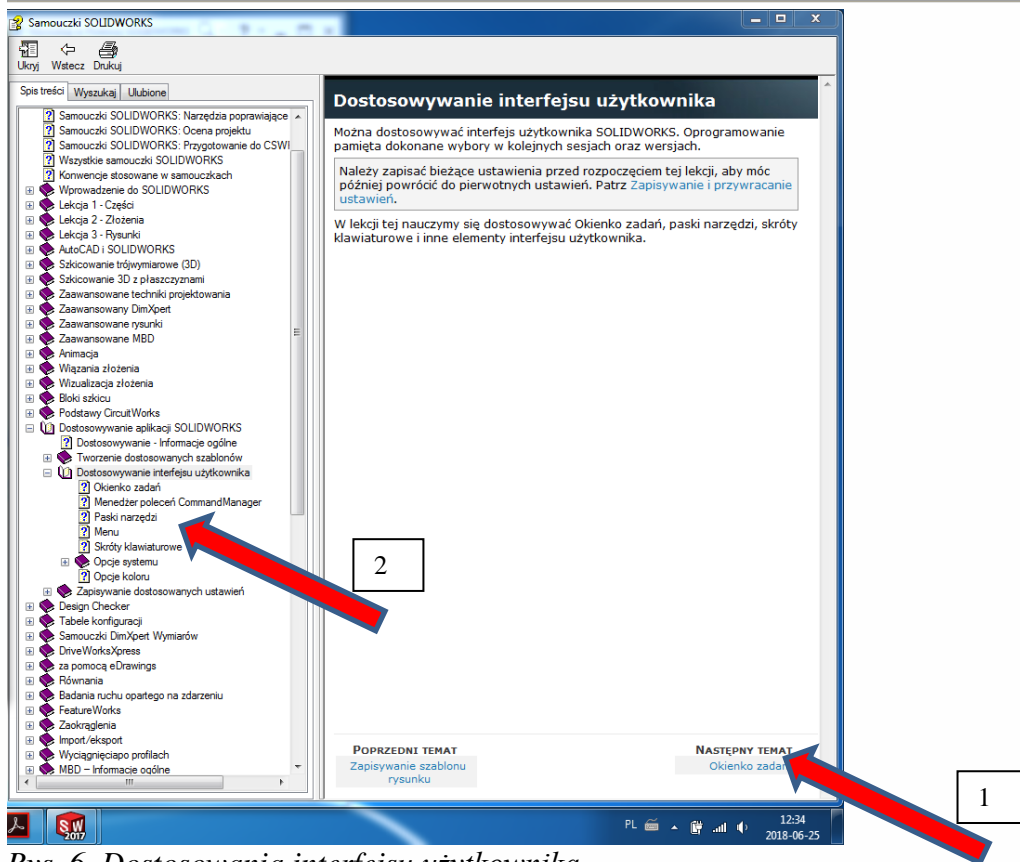 Samouczki SOLIDWORKS
Ukryj Wstecz Drukuj
Spis treści Wyszukaj Ulubione
Samouczki SOLIDWORKS: Narzędzia poprawiające
Samouczki SOLIDWORKS: Ocena projektu
Samouczki SOLIDWORKS: Przygotowanie do CSWI
Wszystkie samouczki SOLIDWORKS
Konwencje stosowane w samouczkach
Wprowadzenie do SOLIDWORKS
Lekcja 1 - Części
Lekcja 2 - Złożenia
Lekcja 3 - Rysunki
AutoCAD i SOLIDWORKS
Szkicowanie trójwymiarowe (3D)
Szkicowanie 3D z płaszczyznami
Zaawansowane techniki projektowania
Zaawansowany DimXpert
Zaawansowane rysunki
Zaawansowane MBD
Animacja
Wiązania złożenia
Wizualizacja złożenia
Bloki szkicu
Podstawy CircuitWorks
Dostosowywanie aplikacji SOLIDWORKS
Dostosowywanie - Informacje ogólne
Tworzenie dostosowanych szablonów
Dostosowywanie interfejsu użytkownika
Okienko zadań
Menedżer poleceń CommandManager
Paski narzędzi
Menu
Skróty klawiaturowe
Opcje systemu
Opcje koloru
Zapisywanie dostosowanych ustawień
Design Checker
Tabele konfiguracji
Samouczki DimXpert Wymiarów
DriveWorksXpress
za pomocą eDrawings
Równania
Badania ruchu opartego na zdarzeniu
FeatureWorks
Zaokrąglenia
Import/eksport
Wyciągnięciapo profilach
MBD – Informacje ogólne
Dostosowywanie interfejsu użytkownika
Można dostosowywać interfejs użytkownika SOLIDWORKS. Oprogramowanie
pamięta dokonane wybory w kolejnych sesjach oraz wersjach.
Należy zapisać bieżące ustawienia przed rozpoczęciem tej lekcji, aby móc
później powrócić do pierwotnych ustawień. Patrz Zapisywanie i przywracanie
ustawień.
W lekcji tej nauczymy się dostosowywać Okienko zadań, paski narzędzi, skróty
klawiaturowe i inne elementy interfejsu użytkownika.
2
POPRZEDNI TEMAT
Zapisywanie szablonu
rysunku
NASTĘPNY TEMAT
Okienko zadań
1
SW
2017
PL
12:34
2018-06-25
Rys. 6. Dostosowania interfejsu użytkownika